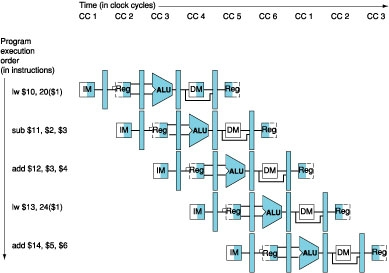 Time (in clock cycles)
CC 1 CC 2 CC 3 CC 4 CC 5 CC 6 CC 1 CC 2 CC 3
Program
execution
order
(in instructions)
lw $10, 20($1) IM Reg ALU DM Reg
sub $11, $2, $3 IM Reg ALU DM Reg
add $12, $3, $4 IM Reg ALU DM Reg
lw $13, 24($1) IM Reg ALU DM Reg
add $14, $5, $6 IM Reg ALU DM Reg